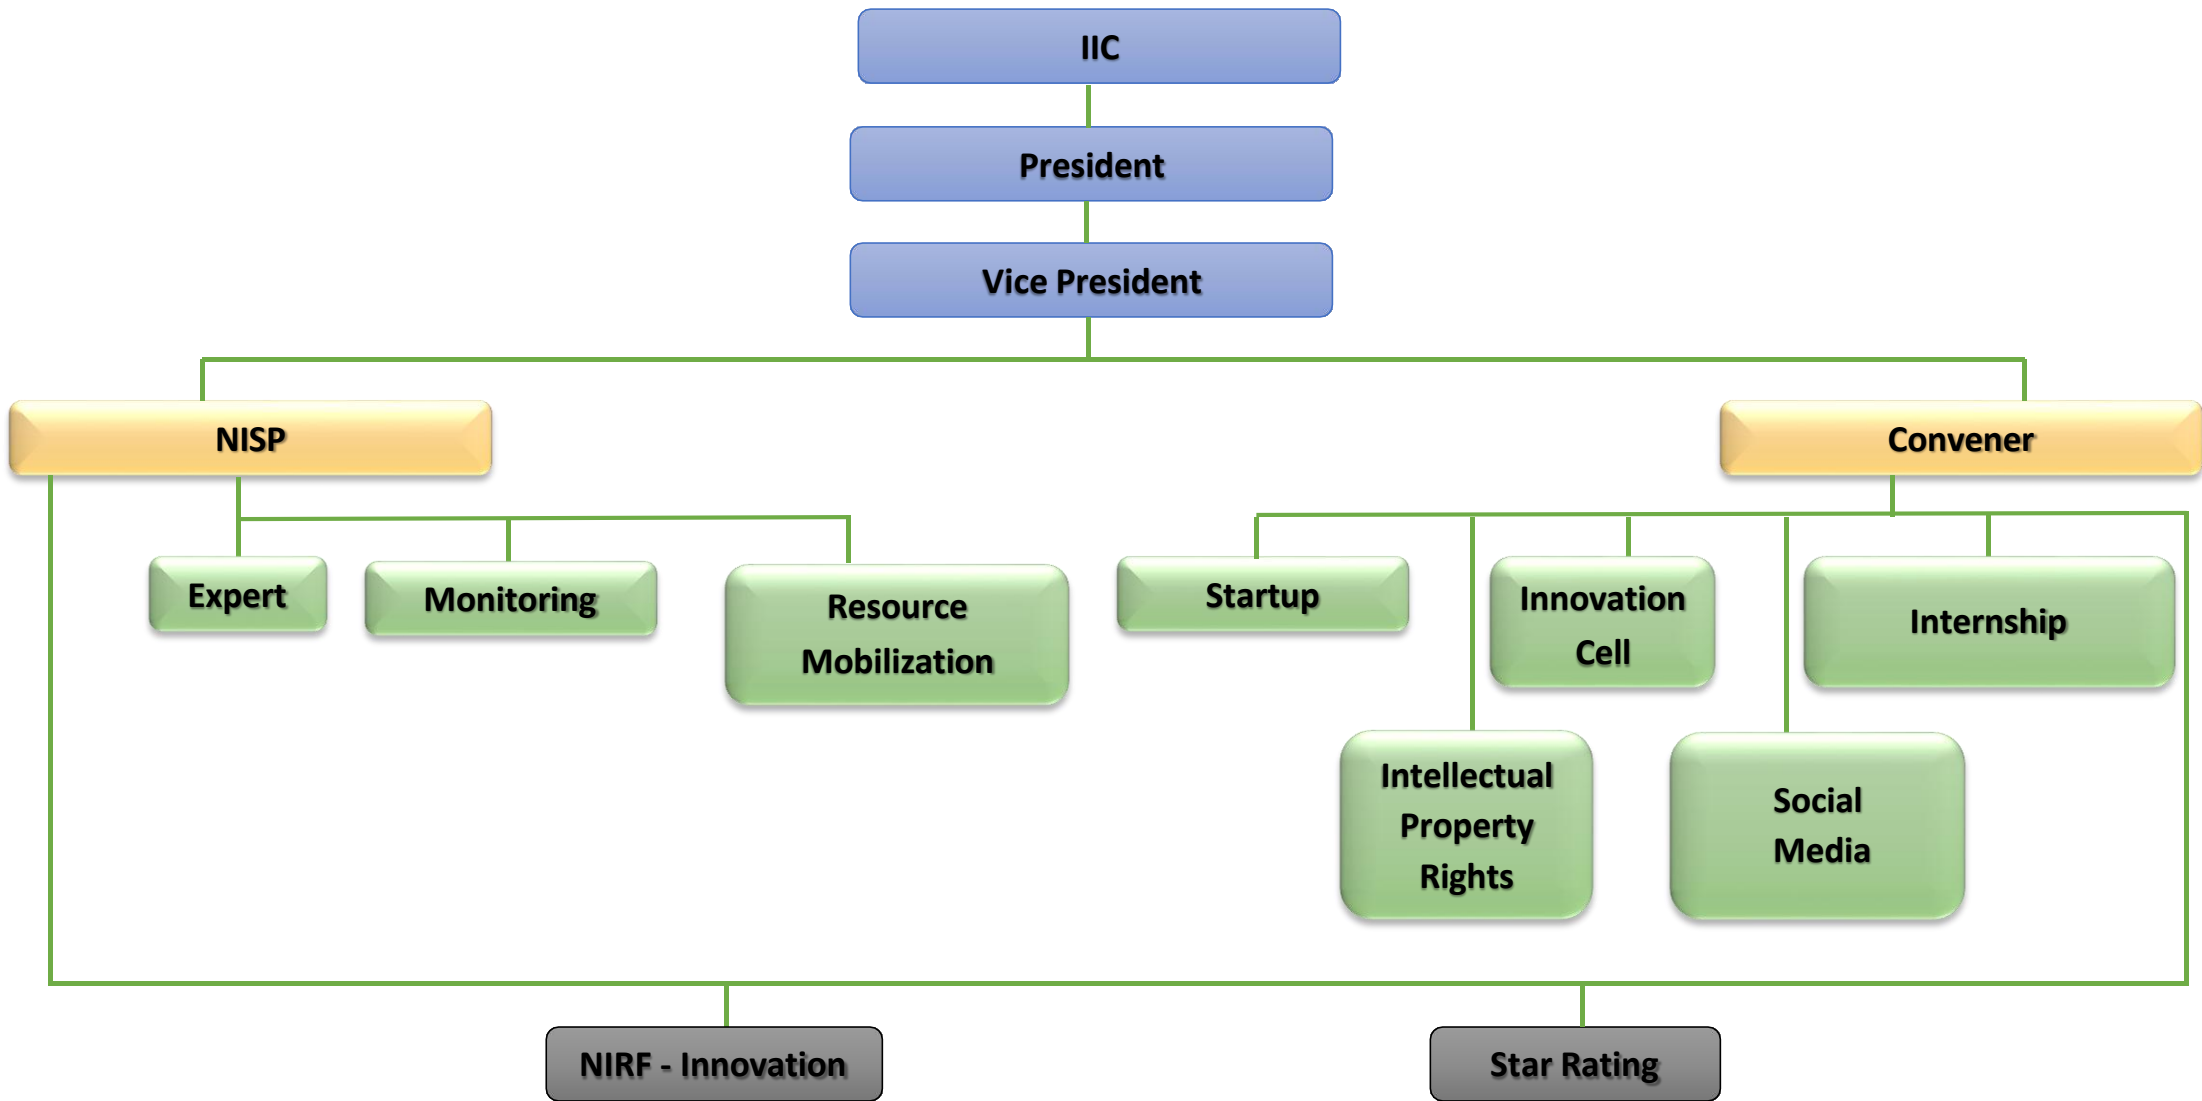 IIC
President
Vice President
NISP
Convener
Expert
Monitoring
Resource
Mobilization
Startup
Innovation
Cell
Internship
Intellectual
Property
Rights
Social
Media
NIRF - Innovation
Star Rating